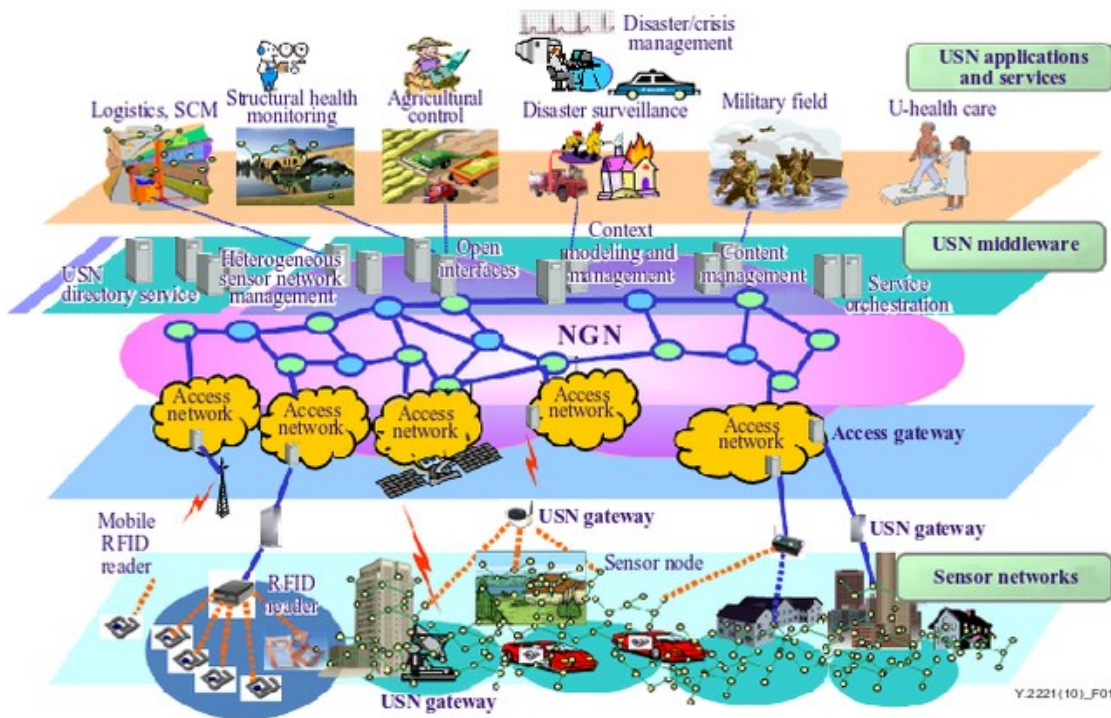 Disaster/crisis
management
USN applications
and services
Logistics, SCM
Structural health
monitoring
Agricultural
control
Disaster surveillance
Military field
U-health care
USN middleware
USN
directory service
Heterogeneous
sensor network
management
Open
interfaces
Context
modeling and
management
Content
management
Service
orchestration
NGN
Access
network
Access
network
Access
network
Access
network
Access
network
Access gateway
Mobile
RFID
reader
USN gateway
USN gateway
RFID
reader
Sensor node
Sensor networks
USN gateway
Y.2221(10)_F01